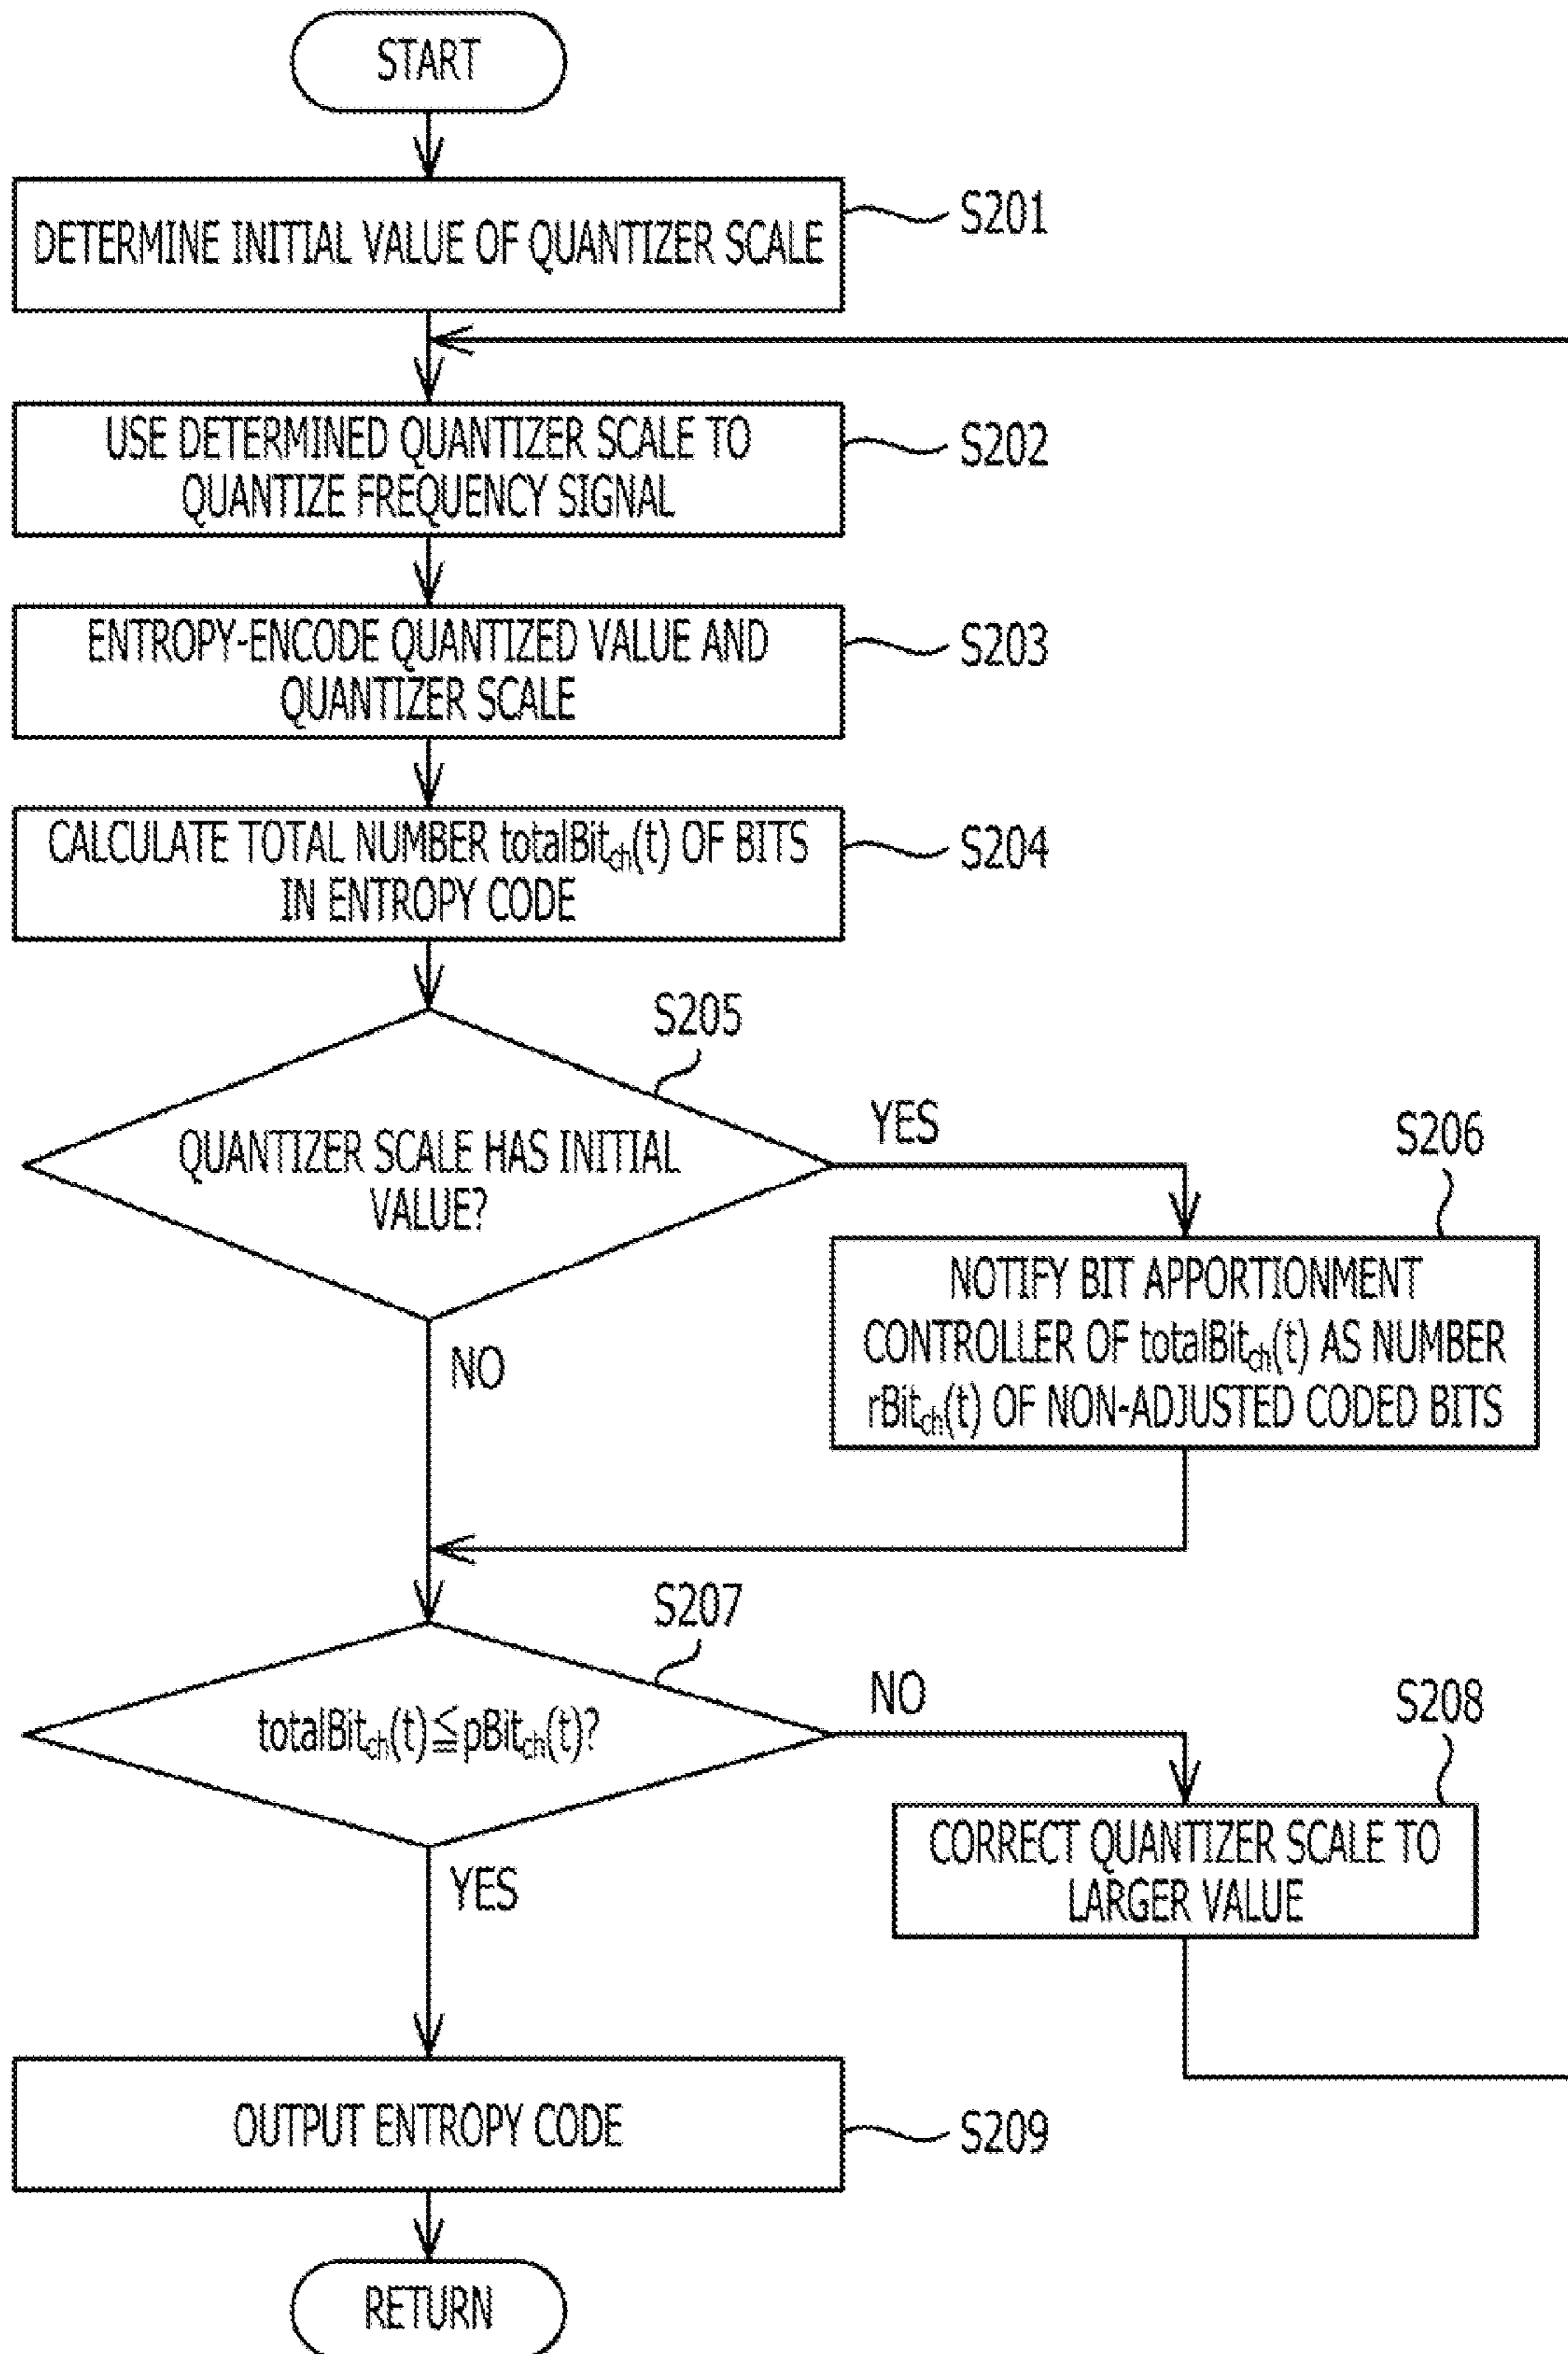 START
DETERMINE INITIAL VALUE OF QUANTIZER SCALE
S201
USE DETERMINED QUANTIZER SCALE TO
QUANTIZE FREQUENCY SIGNAL
S202
ENTROPY-ENCODE QUANTIZED VALUE AND
QUANTIZER SCALE
S203
CALCULATE TOTAL NUMBER totalBitch(t) OF BITS
IN ENTROPY CODE
S204
S205
QUANTIZER SCALE HAS INITIAL
VALUE?
YES
NO
S206
NOTIFY BIT APPORTIONMENT
CONTROLLER OF totalBitch(t) AS NUMBER
rBitch(t) OF NON-ADJUSTED CODED BITS
S207
totalBitch(t)≦pBitch(t)?
NO
YES
S208
CORRECT QUANTIZER SCALE TO
LARGER VALUE
OUTPUT ENTROPY CODE
S209
RETURN